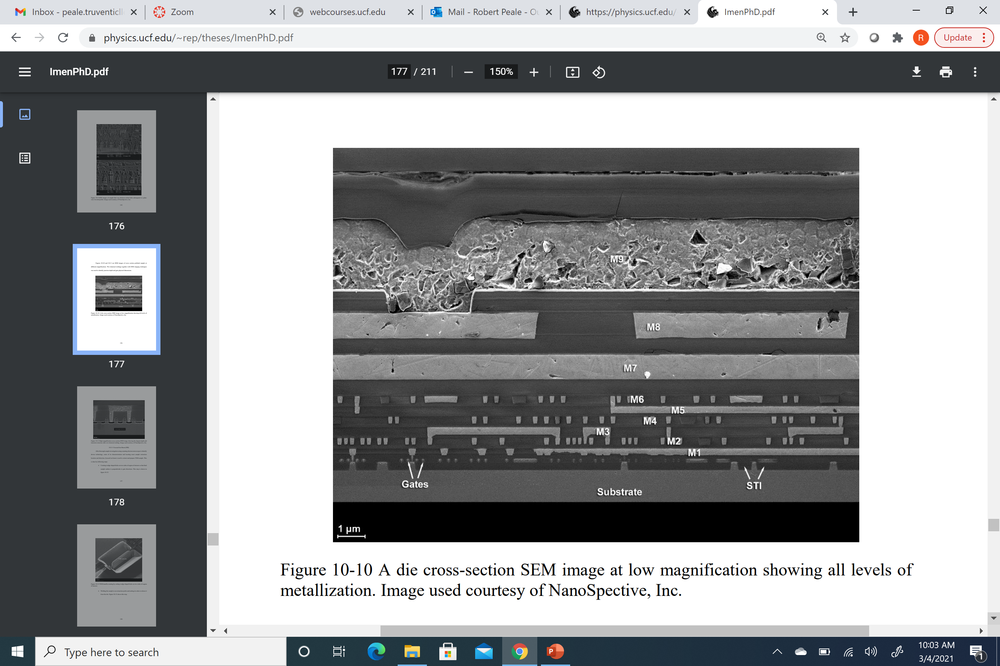 Inbox - peale.truventicll
Zoom
webcourses.ucf.edu
Mail - Robert Peale - Ou
https://physics.ucf.edu/
ImenPhD.pdf
physics.ucf.edu/~rep/theses/ImenPhD.pdf
R
Update
ImenPhD.pdf
177 / 211
150%
176
177
178
M9
M8
M7
M6
M5
M4
M3
M2
M1
Gates
STI
Substrate
1 µm
Figure 10-10 A die cross-section SEM image at low magnification showing all levels of
metallization. Image used courtesy of NanoSpective, Inc.
Type here to search
10:03 AM
3/4/2021
1